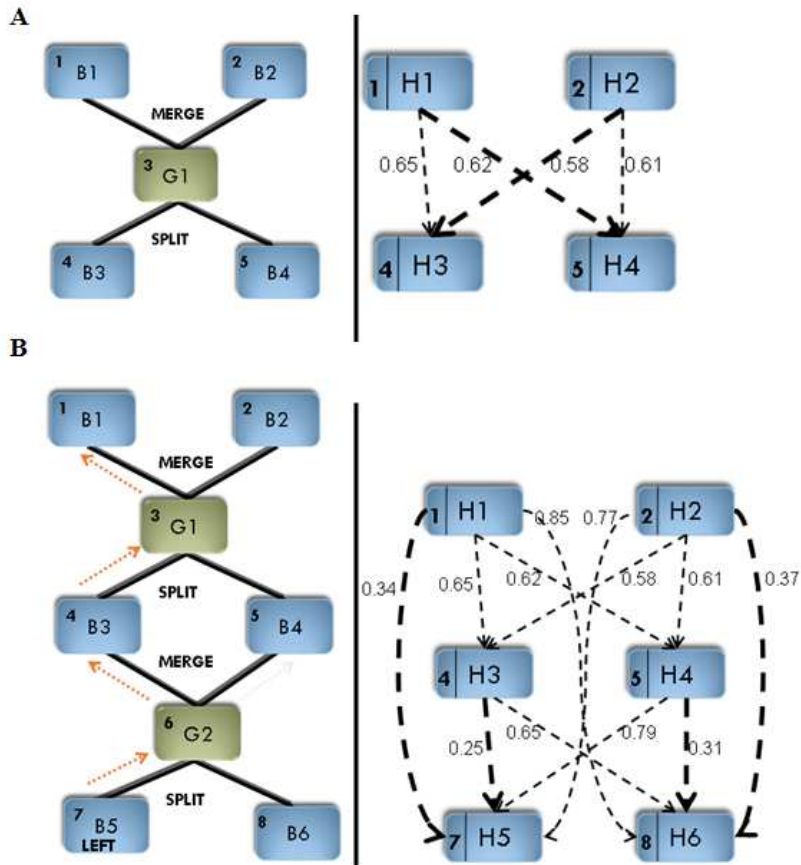 A
1 B1
2 B2
MERGE
3 G1
SPLIT
4 B3
5 B4
1 H1
2 H2
0.65 0.62 0.58 0.61
4 H3
5 H4
B
1 B1
2 B2
MERGE
3 G1
SPLIT
4 B3
5 B4
MERGE
6 G2
SPLIT
7 B5
LEFT
8 B6
1 H1
2 H2
0.85 0.77
0.34 0.65 0.62 0.58 0.61 0.37
4 H3
5 H4
0.25 0.65 0.79 0.31
7 H5
8 H6